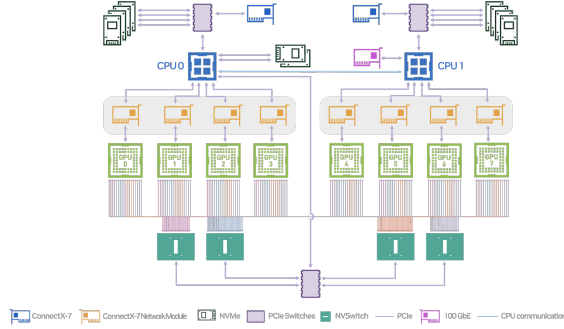 CPU 0
CPU 1
GPU 0
GPU 1
GPU 2
GPU 3
GPU 4
GPU 5
GPU 6
GPU 7
ConnectX-7
ConnectX-7 Network Module
NVMe
PCIe Switches
NVSwitch
PCIe
100 GbE
CPU communication